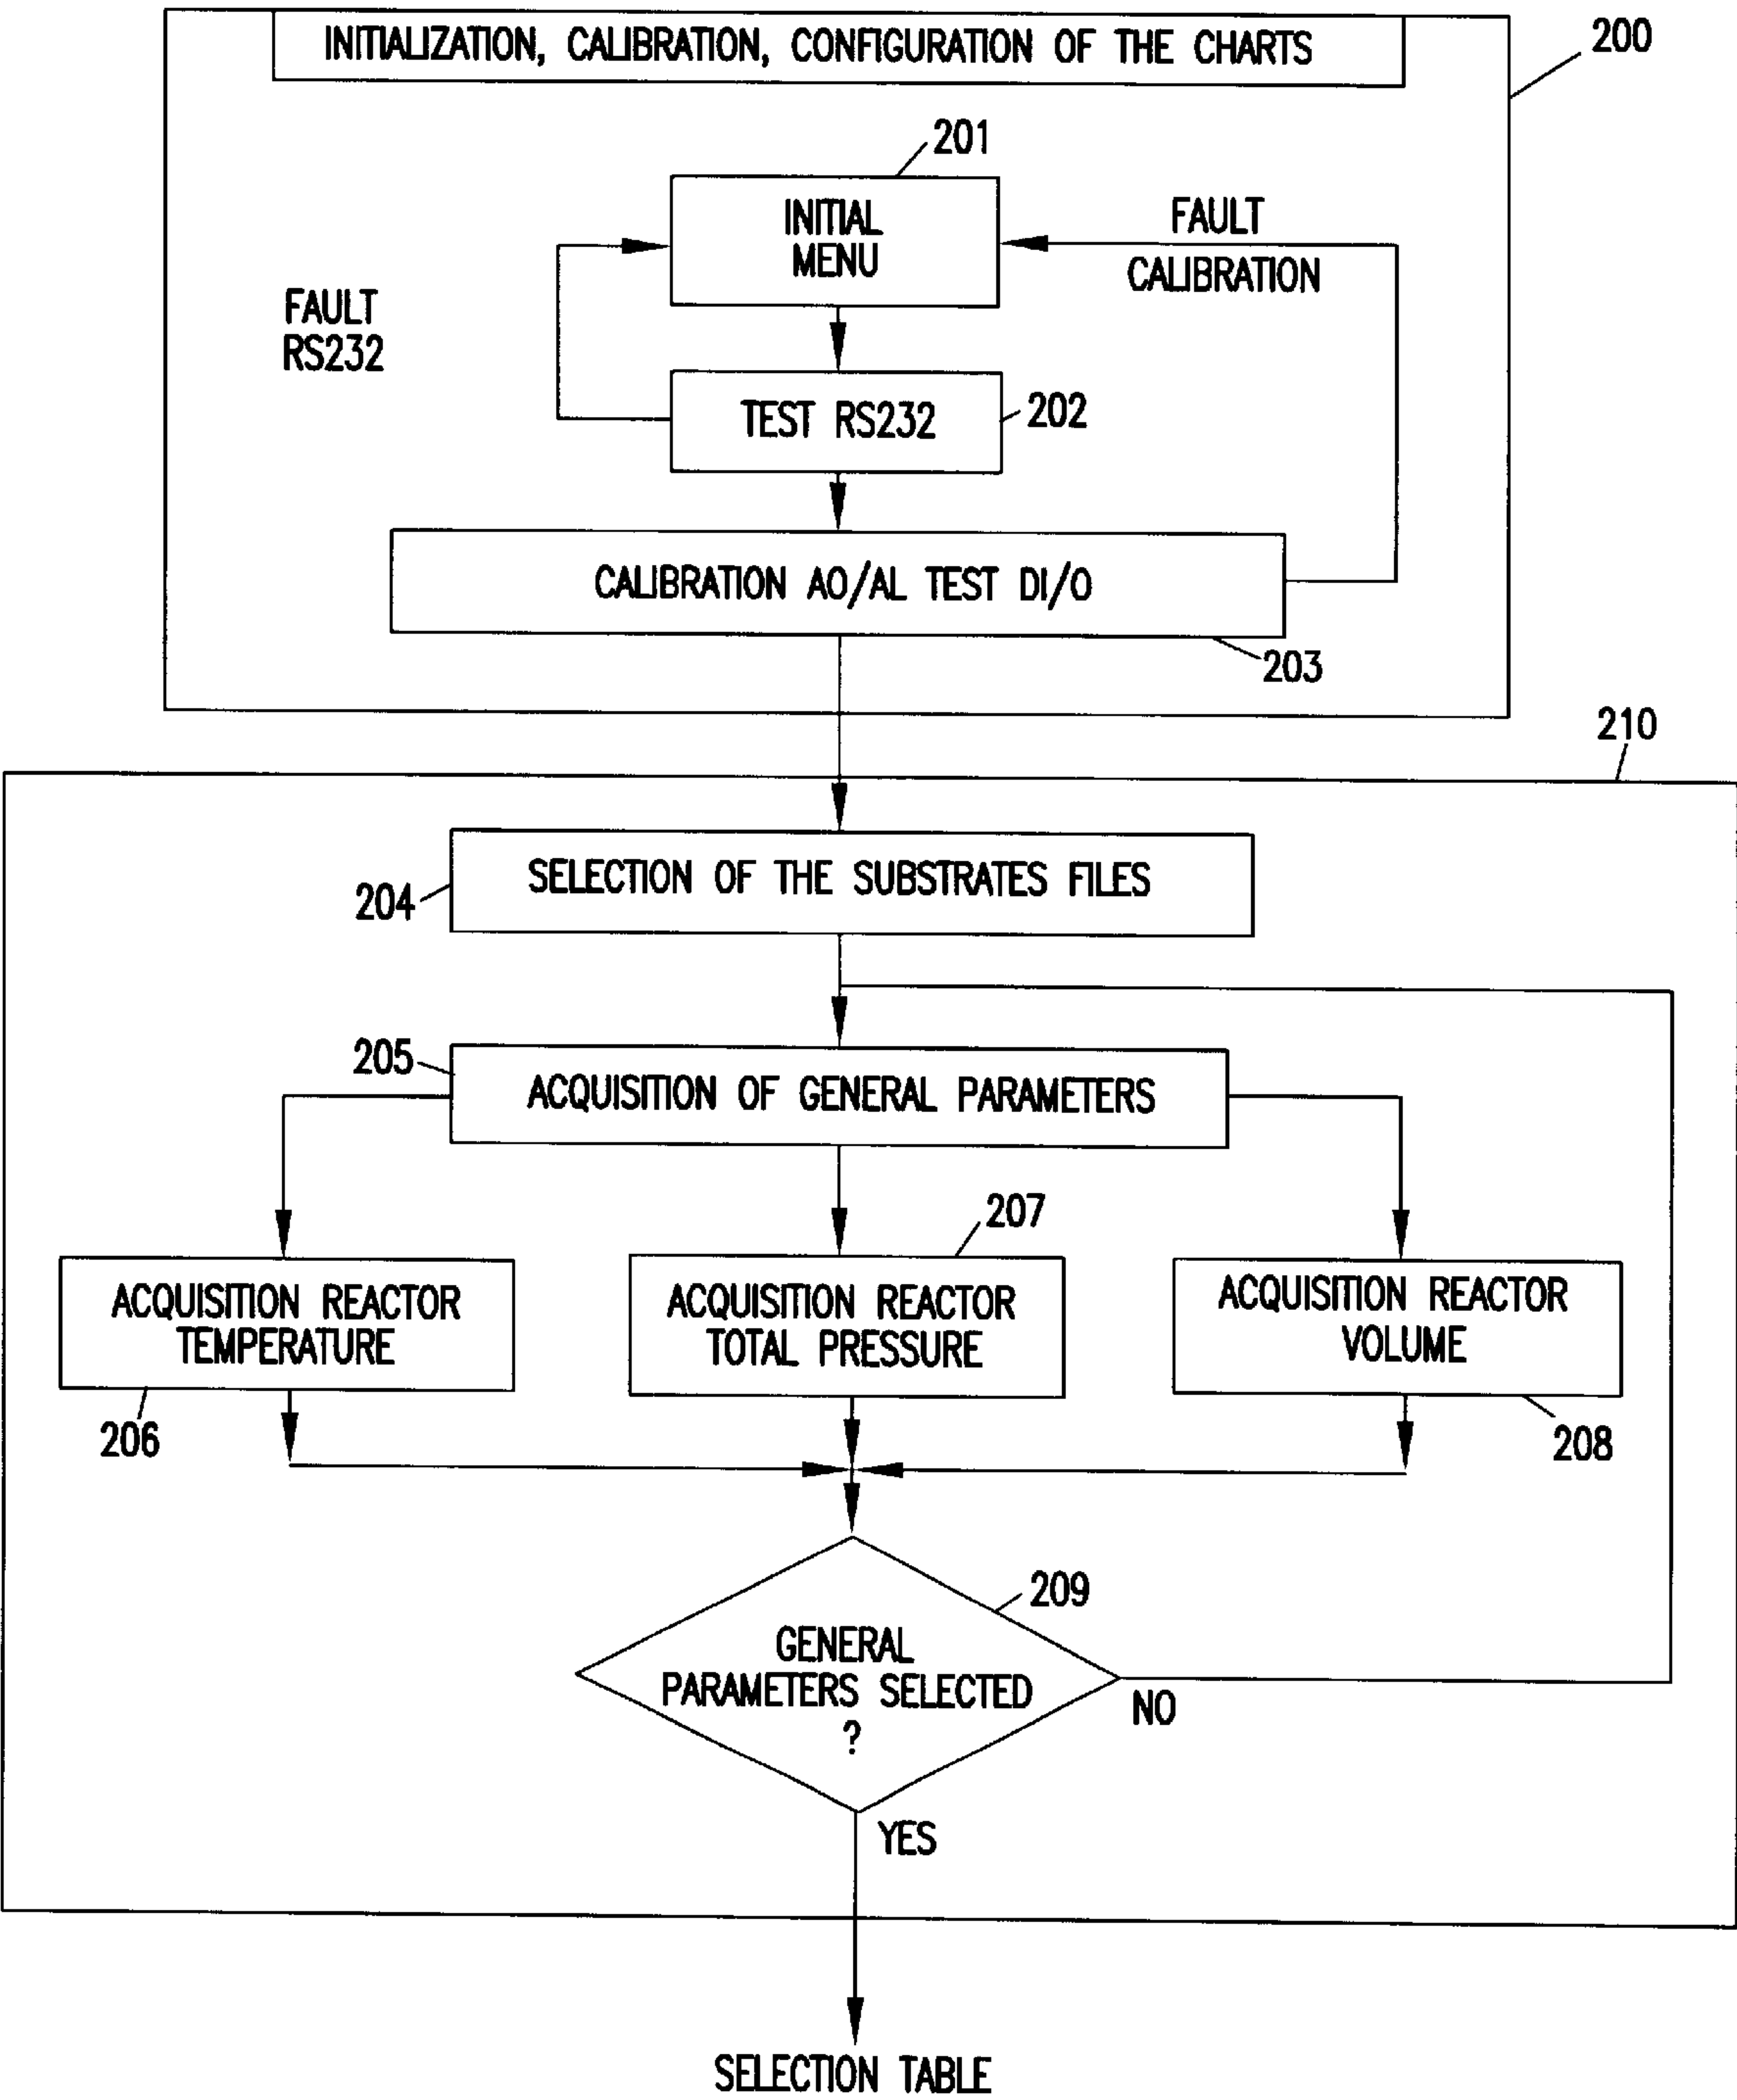 INITIALIZATION, CALIBRATION, CONFIGURATION OF THE CHARTS
200
201
INITIAL
MENU
FAULT
CALIBRATION
FAULT
RS232
TEST RS232
202
CALIBRATION AO/AL TEST DI/O
203
210
SELECTION OF THE SUBSTRATES FILES
204
205
ACQUISITION OF GENERAL PARAMETERS
207
ACQUISITION REACTOR
TEMPERATURE
ACQUISITION REACTOR
TOTAL PRESSURE
ACQUISITION REACTOR
VOLUME
206
208
209
GENERAL
PARAMETERS SELECTED
?
NO
YES
SELECTION TABLE